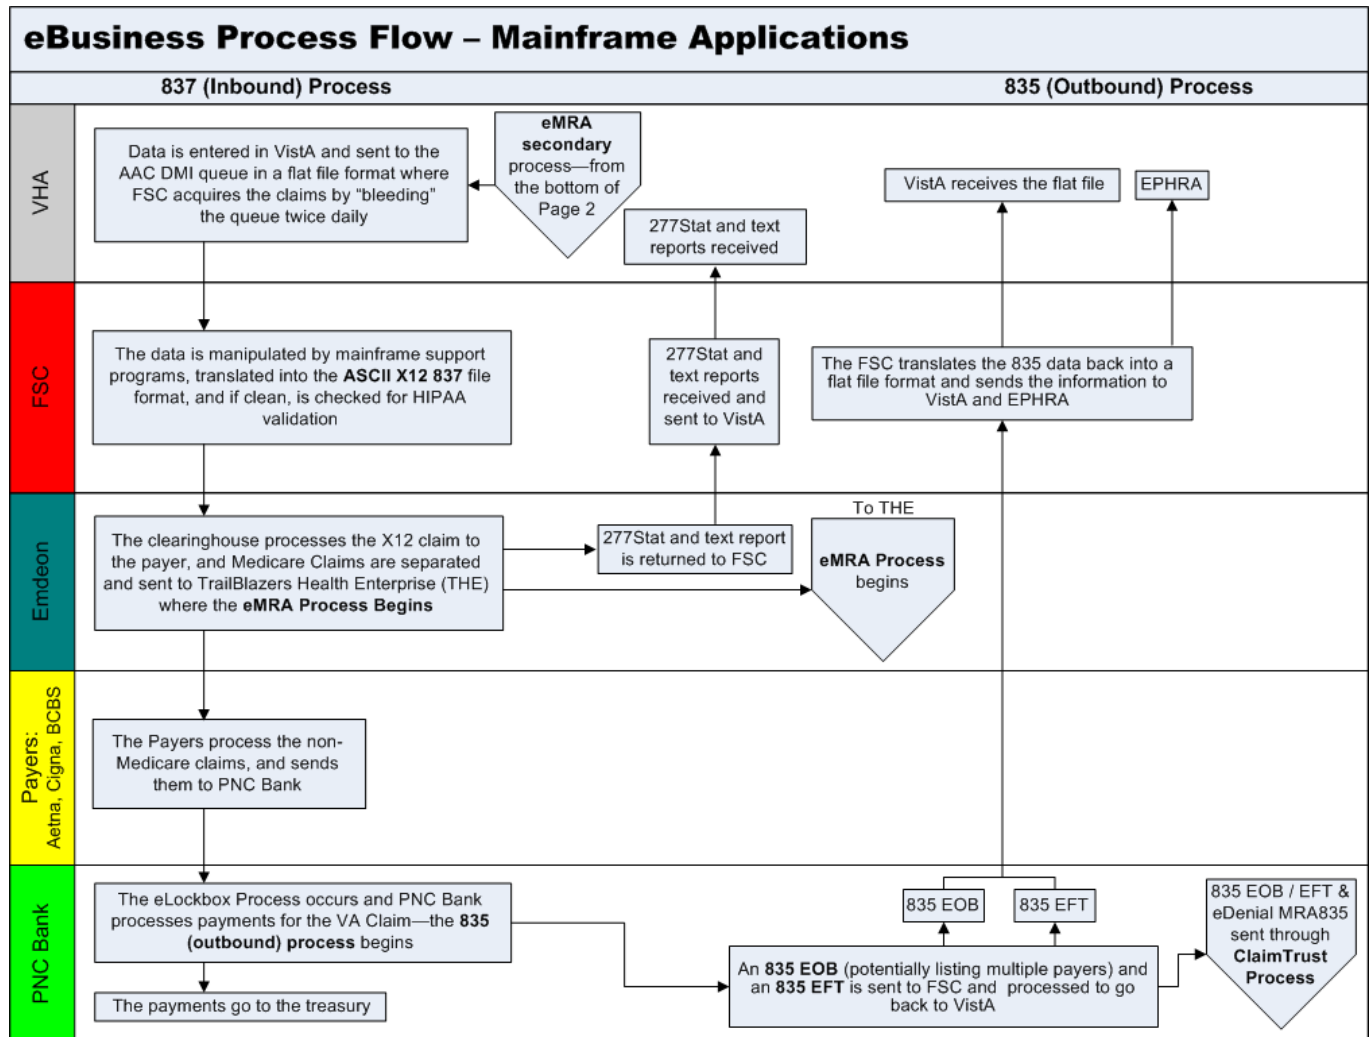 eBusiness Process Flow – Mainframe Applications
837 (Inbound) Process
835 (Outbound) Process
VHA
Data is entered in VistA and sent to the
AAC DMI queue in a flat file format where
FSC acquires the claims by “bleeding”
the queue twice daily
eMRA
secondary
process—from
the bottom of
Page 2
277Stat and text
reports received
VistA receives the flat file
EPHRA
FSC
The data is manipulated by mainframe support
programs, translated into the ASCII X12 837 file
format, and if clean, is checked for HIPAA
validation
277Stat and
text reports
received and
sent to VistA
The FSC translates the 835 data back into a
flat file format and sends the information to
VistA and EPHRA
Emdeon
The clearinghouse processes the X12 claim to
the payer, and Medicare Claims are separated
and sent to TrailBlazers Health Enterprise (THE)
where the eMRA Process Begins
277Stat and text report
is returned to FSC
To THE
eMRA Process
begins
Payers:
Aetna, Cigna, BCBS
The Payers process the non-
Medicare claims, and sends
them to PNC Bank
PNC Bank
The eLockbox Process occurs and PNC Bank
processes payments for the VA Claim—the 835
(outbound) process begins
The payments go to the treasury
835 EOB
835 EFT
An 835 EOB (potentially listing multiple payers) and
an 835 EFT is sent to FSC and processed to go
back to VistA
835 EOB / EFT &
eDenial MRA835
sent through
ClaimTrust
Process